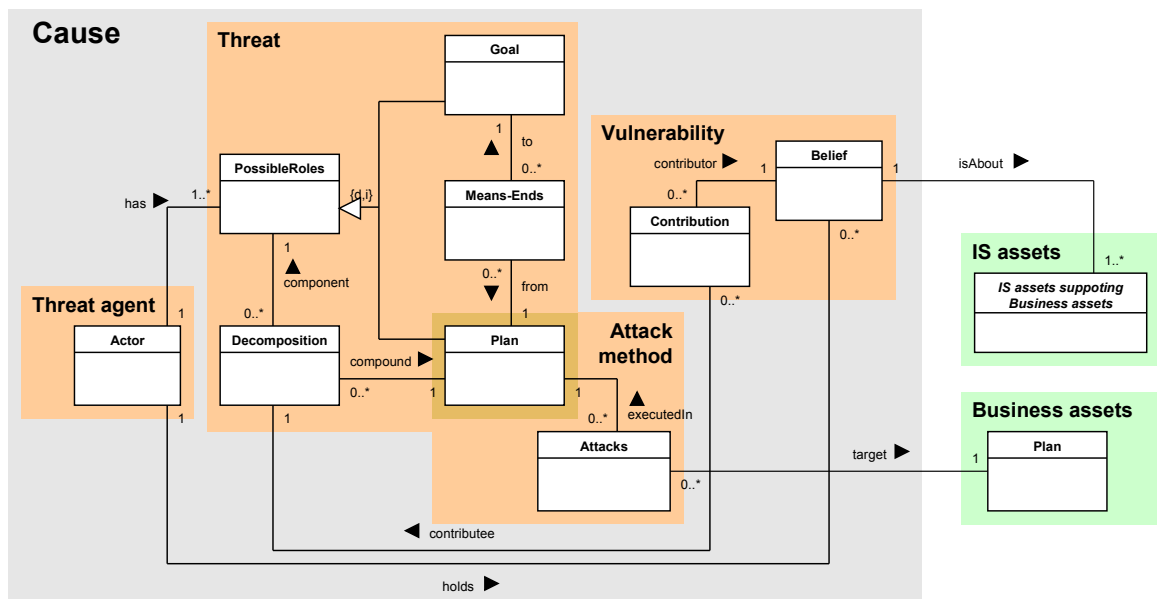 Cause
Threat
Goal
1
to
0..*
Means-Ends
0..*
from
1
PossibleRoles
{d,i}
1..*
has
1
component
0..*
Threat agent
1
Actor
1
Decomposition
compound
0..*
1
1
Plan
Attack
method
1
0..*
executedIn
Attacks
0..*
Vulnerability
contributor
1
Belief
1
0..*
Contribution
0..*
0..*
isAbout
IS assets
1..*
IS assets suppoting
Business assets
Business assets
target
1
Plan
contributee
holds